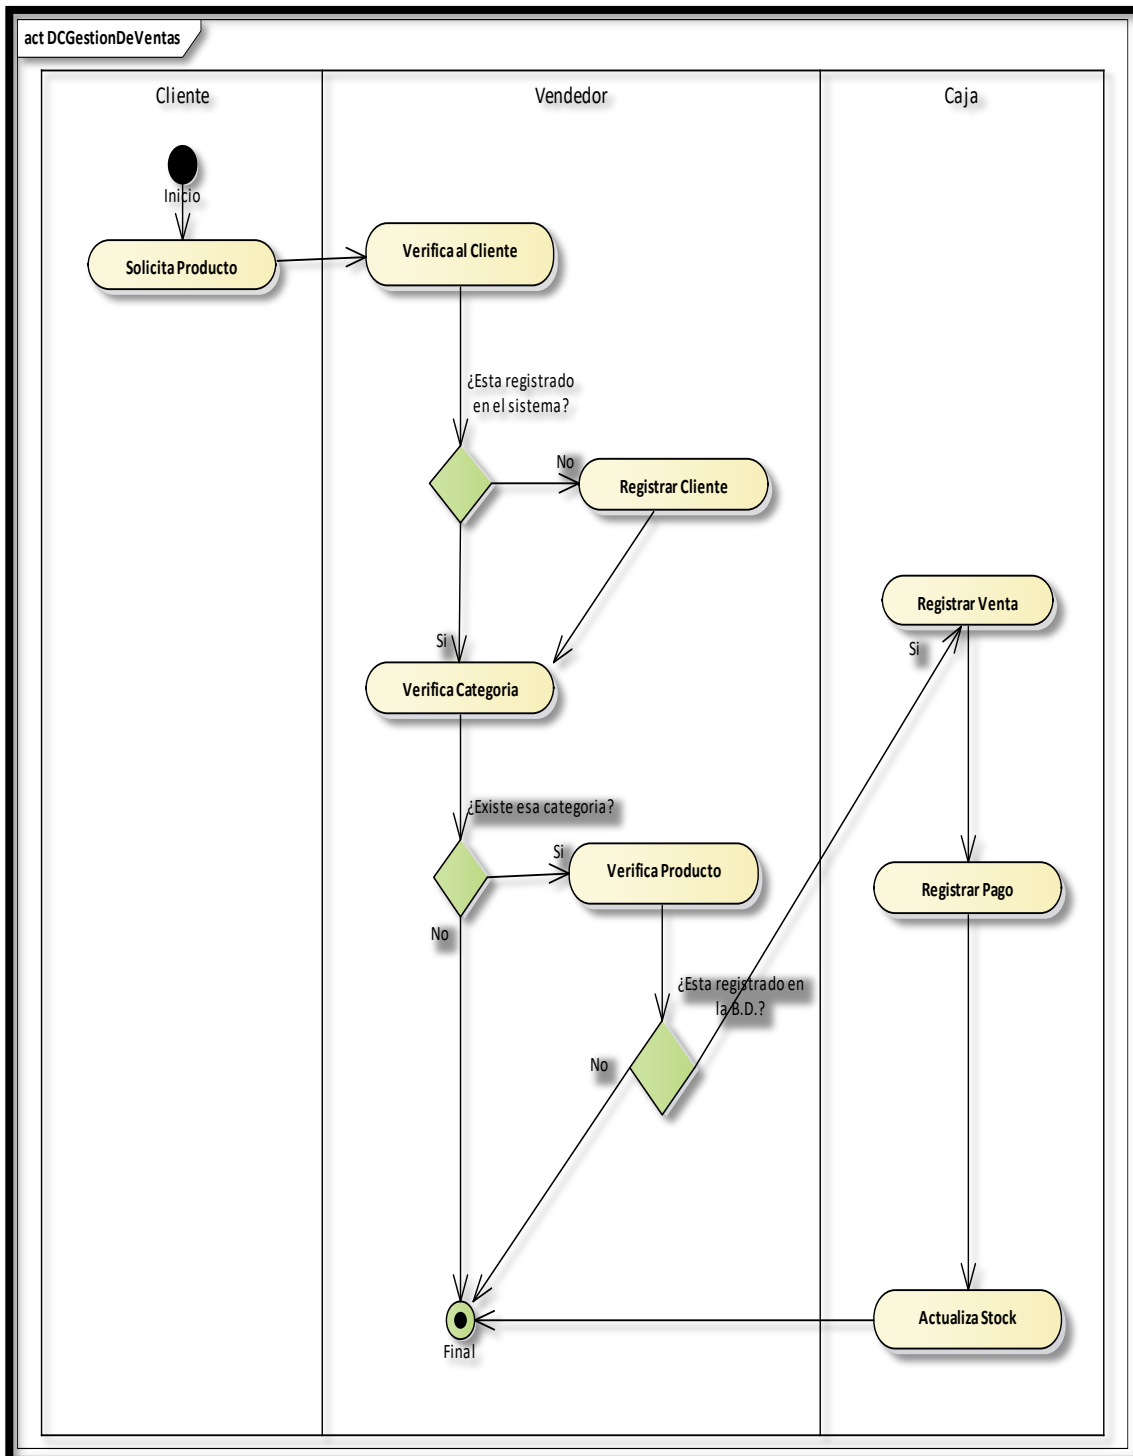 act DCGestionDeVentas
Cliente
Vendedor
Caja
Inicio
Solicita Producto
Verifica al Cliente
¿Esta registrado
en el sistema?
No
Registrar Cliente
Si
Verifica Categoria
Registrar Venta
Si
¿Existe esa categoria?
Si
Verifica Producto
Registrar Pago
No
¿Esta registrado en
la B.D.?
No
Actualiza Stock
Final